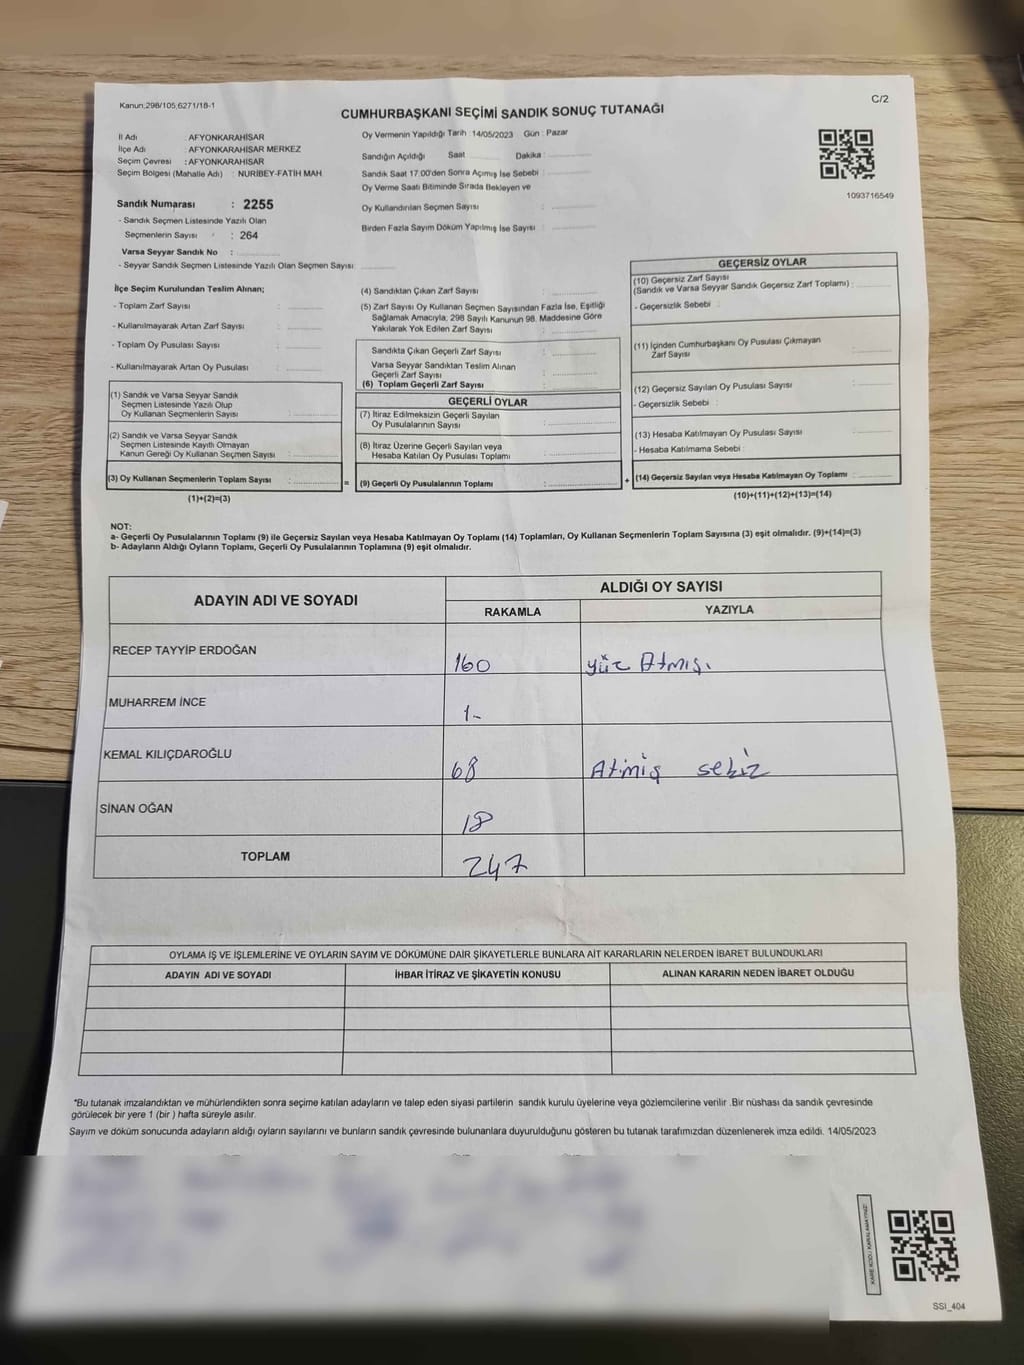 Kanun;298/105,6271/18-1
C/2
CUMHURBAŞKANI SEÇİMİ SANDIK SONUÇ TUTANAĞI
İl Adı : AFYONKARAHİSAR
İlçe Adı : AFYONKARAHİSAR MERKEZ
Seçim Çevresi : AFYONKARAHİSAR
Seçim Bölgesi (Mahalle Adı) : NURİBEY-FATİH MAH
Sandık Numarası : 2255
- Sandık Seçmen Listesinde Yazılı Olan
Seçmenlerin Sayısı : 264
Varsa Seyyar Sandık No :
- Seyyar Sandık Seçmen Listesinde Yazılı Olan Seçmen Sayısı
Oy Vermenin Yapıldığı Tarih 14/05/2023 Gün : Pazar
Sandığın Açıldığı Saat Dakika :
Sandık Saat 17.00'den Sonra Açımış İse Sebebi :
Oy Verme Saati Bitiminde Sırada Bekleyen ve
Oy Kullandırılan Seçmen Sayısı :
Birden Fazla Sayım Döküm Yapılmış İse Sayısı :
1093716549
İlçe Seçim Kurulundan Teslim Alınan;
- Toplam Zarf Sayısı :
- Kullanılmayarak Artan Zarf Sayısı :
- Toplam Oy Pusulası Sayısı :
- Kullanılmayarak Artan Oy Pusulası :
(1) Sandık ve Varsa Seyyar Sandık
Seçmen Listesinde Yazılı Olup
Oy Kullanan Seçmenlerin Sayısı :
(2) Sandık ve Varsa Seyyar Sandık
Seçmen Listesinde Kayıtlı Olmayan
Kanun Gereği Oy Kullanan Seçmen Sayısı :
(3) Oy Kullanan Seçmenlerin Toplam Sayısı :
(1)+(2)=(3)
=
(4) Sandıktan Çıkan Zarf Sayısı :
(5) Zarf Sayısı Oy Kullanan Seçmen Sayısından Fazla İse, Eşitliği
Sağlamak Amacıyla, 298 Sayılı Kanunun 98. Maddesine Göre
Yakılarak Yok Edilen Zarf Sayısı :
Sandıkta Çıkan Geçerli Zarf Sayısı :
Varsa Seyyar Sandıktan Teslim Alınan
Geçerli Zarf Sayısı :
(6) Toplam Geçerli Zarf Sayısı :
GEÇERLİ OYLAR
(7) İtiraz Edilmeksizin Geçerli Sayılan
Oy Pusulalarının Sayısı :
(8) İtiraz Üzerine Geçerli Sayılan veya
Hesaba Katılan Oy Pusulası Toplamı :
(9) Geçerli Oy Pusulalarının Toplamı :
+
GEÇERSİZ OYLAR
(10) Geçersiz Zarf Sayısı
(Sandık ve Varsa Seyyar Sandık Geçersiz Zarf Toplamı) :
- Geçersizlik Sebebi :
(11) İçinden Cumhurbaşkanı Oy Pusulası Çıkmayan
Zarf Sayısı :
(12) Geçersiz Sayılan Oy Pusulası Sayısı :
- Geçersizlik Sebebi :
(13) Hesaba Katılmayan Oy Pusulası Sayısı :
- Hesaba Katılmama Sebebi :
(14) Geçersiz Sayılan veya Hesaba Katılmayan Oy Toplamı :
(10)+(11)+(12)+(13)=(14)
NOT:
a- Geçerli Oy Pusulalarının Toplamı (9) ile Geçersiz Sayılan veya Hesaba Katılmayan Oy Toplamı (14) Toplamları, Oy Kullanan Seçmenlerin Toplam Sayısına (3) eşit olmalıdır. (9)+(14)=(3)
b- Adayların Aldığı Oyların Toplamı, Geçerli Oy Pusulalarının Toplamına (9) eşit olmalıdır.
ADAYIN ADI VE SOYADI
ALDIĞI OY SAYISI
RAKAMLA YAZIYLA
RECEP TAYYİP ERDOĞAN 160 yüz Atmış.
MUHARREM İNCE 1-
KEMAL KILIÇDAROĞLU 68 Atmiş sekiz
SİNAN OĞAN 18
TOPLAM 247
OYLAMA İŞ VE İŞLEMLERİNE VE OYLARIN SAYIM VE DÖKÜMÜNE DAİR ŞİKAYETLERLE BUNLARA AİT KARARLARIN NELERDEN İBARET BULUNDUKLARI
ADAYIN ADI VE SOYADI İHBAR İTİRAZ VE ŞİKAYETİN KONUSU ALINAN KARARIN NEDEN İBARET OLDUĞU
*Bu tutanak imzalandıktan ve mühürlendikten sonra seçime katılan adayların ve talep eden siyasi partilerin sandık kurulu üyelerine veya gözlemcilerine verilir .Bir nüshası da sandık çevresinde
görülecek bir yere 1 (bir ) hafta süreyle asılır.
Sayım ve döküm sonucunda adayların aldığı oyların sayılarını ve bunların sandık çevresinde bulunanlara duyurulduğunu gösteren bu tutanak tarafımızdan düzenlenerek imza edildi. 14/05/2023
KARE KODU KARALAMAYINIZ!
SSI_404